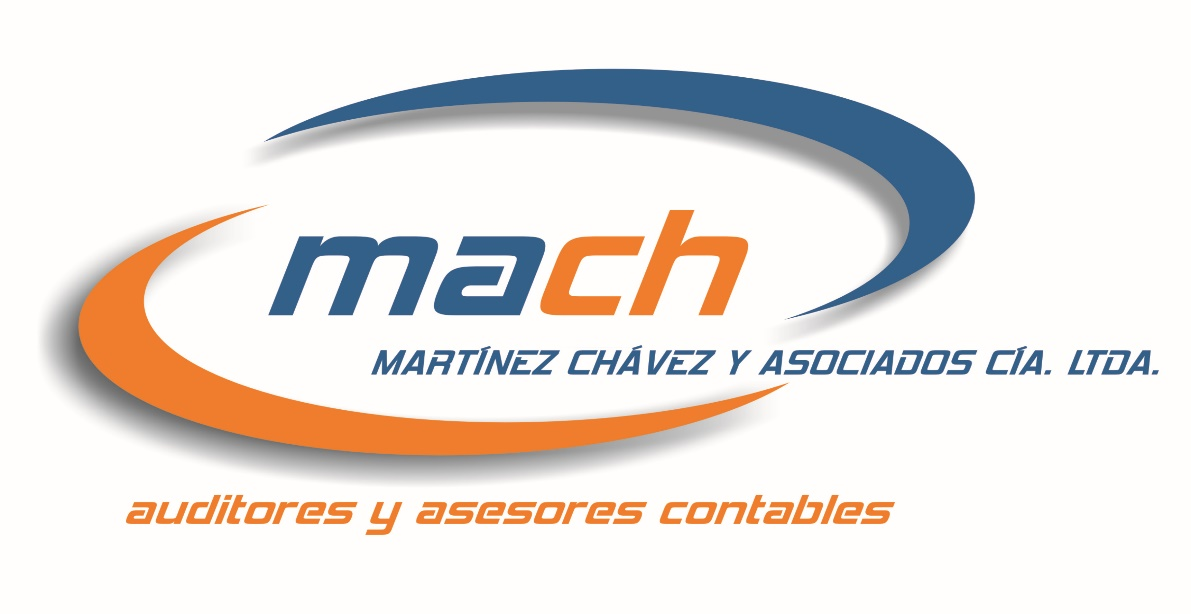 mach
MARTÍNEZ CHÁVEZ Y ASOCIADOS CÍA. LTDA.
auditores y asesores contables